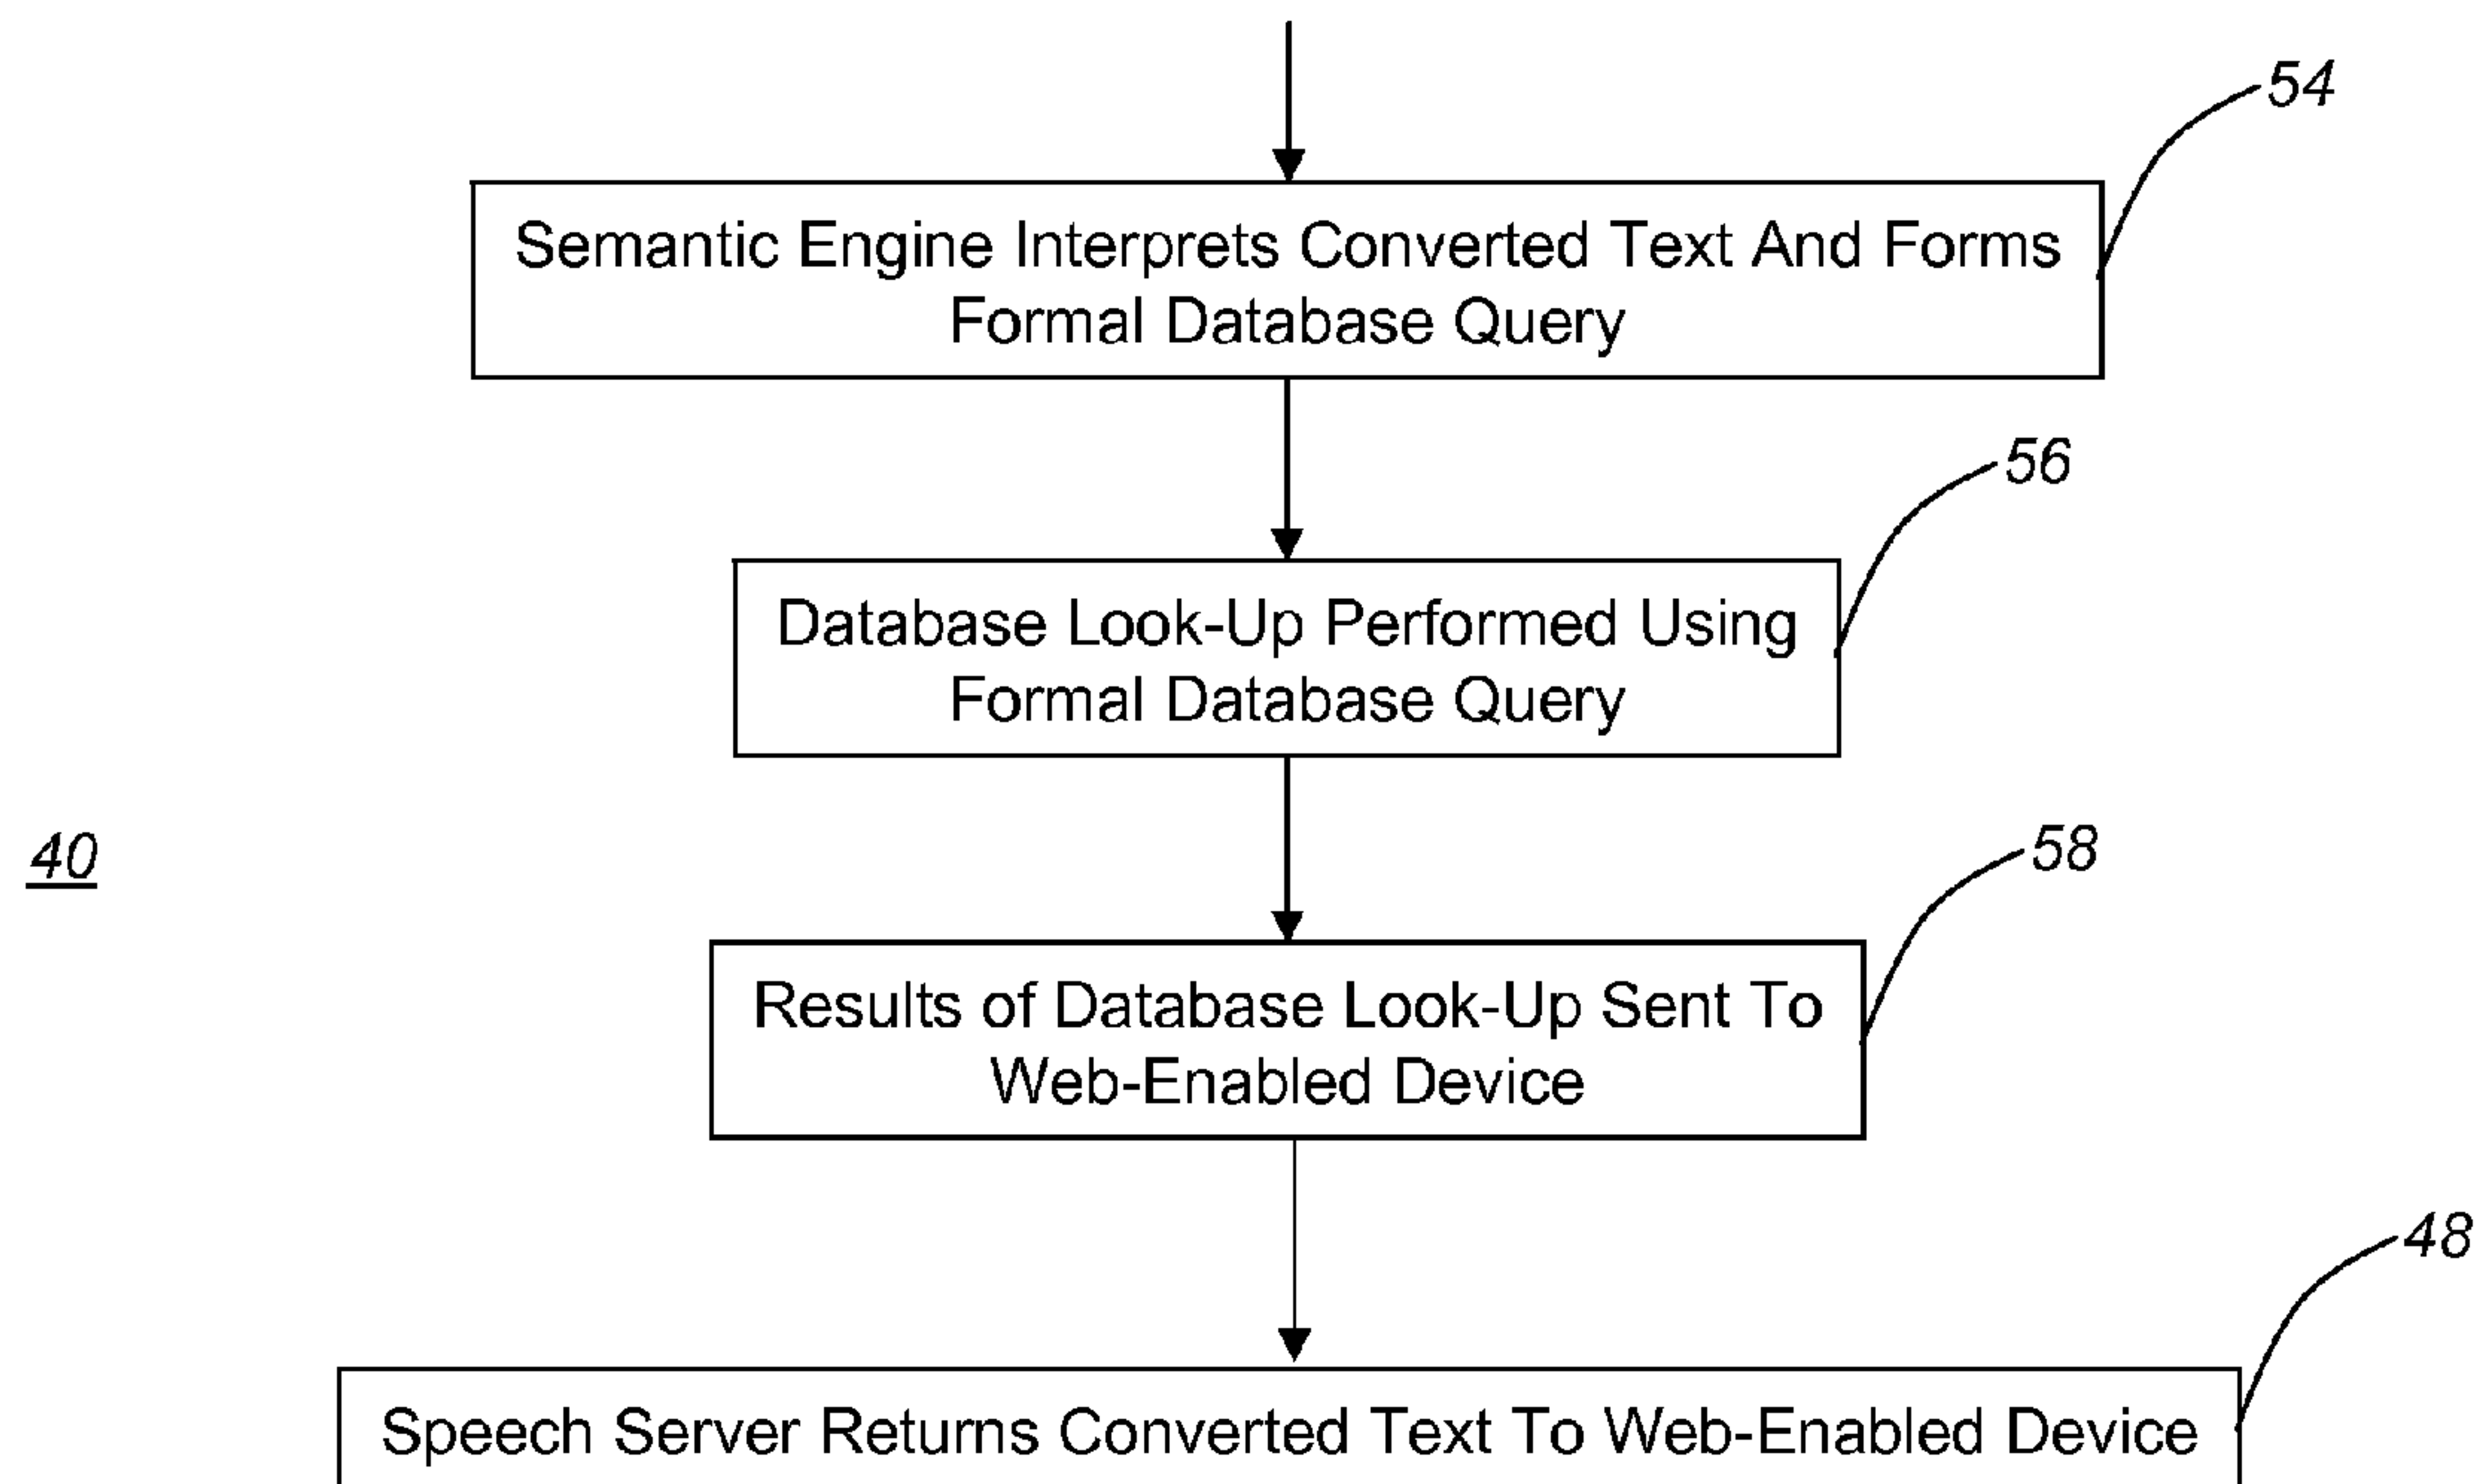 54
Semantic Engine Interprets Converted Text And Forms
Formal Database Query
56
Database Look-Up Performed Using
Formal Database Query
40
58
Results of Database Look-Up Sent To
Web-Enabled Device
48
Speech Server Returns Converted Text To Web-Enabled Device